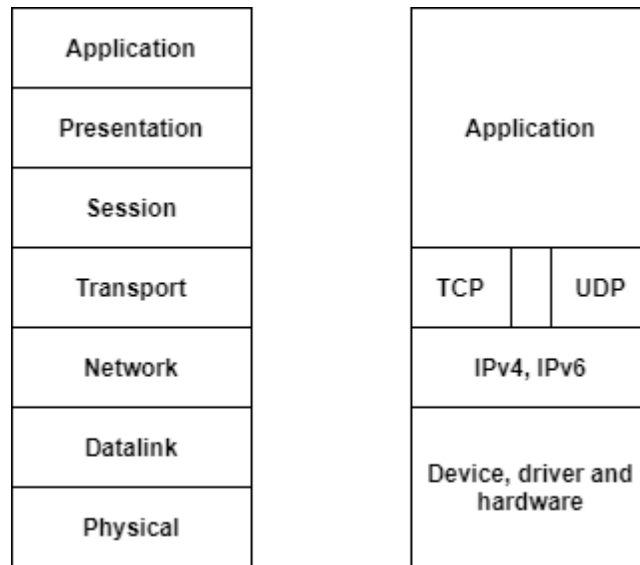 Application
Presentation
Session
Transport
Network
Datalink
Physical
Application
TCP
UDP
IPv4, IPv6
Device, driver and
hardware